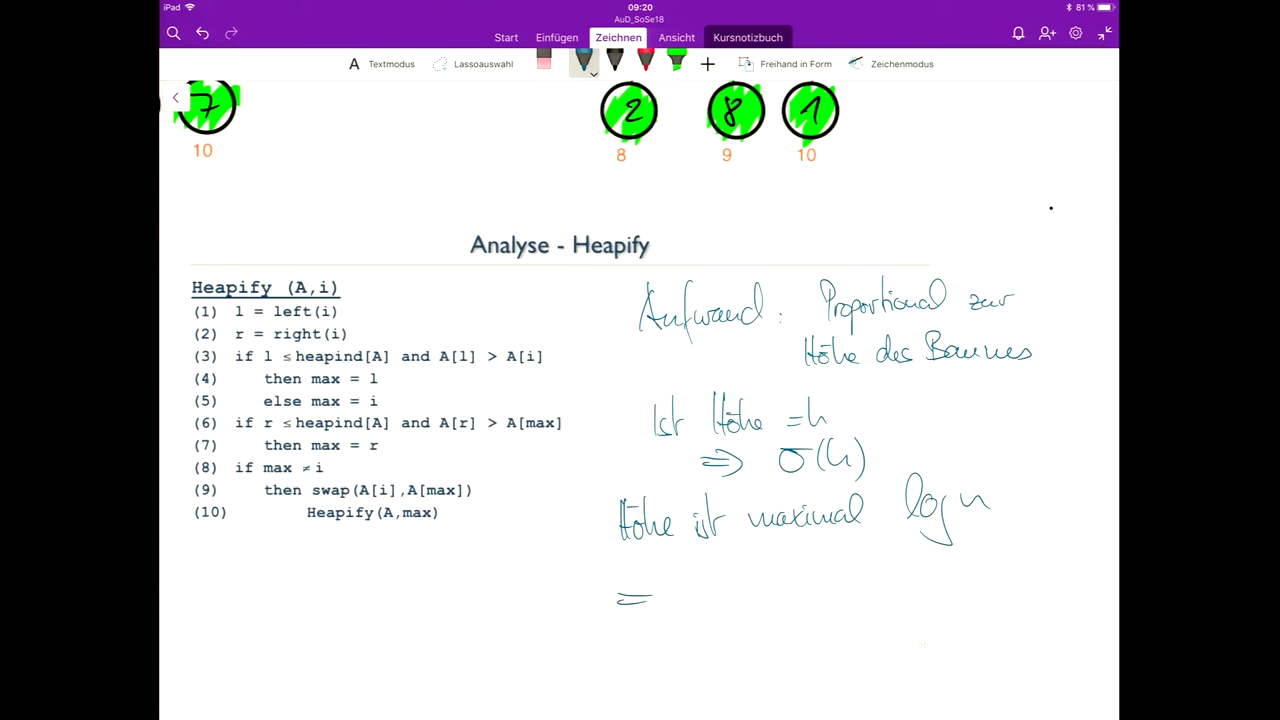 iPad 09:20 81 %
AuD_SoSe18
Start Einfügen Zeichnen Ansicht Kursnotizbuch
A Textmodus Lassoauswahl Freihand in Form Zeichenmodus
7 2 8 1
10 8 9 10
Analyse - Heapify
Heapify (A,i)
(1) l = left(i)
(2) r = right(i)
(3) if l ≤ heapind[A] and A[l] > A[i]
(4) then max = l
(5) else max = i
(6) if r ≤ heapind[A] and A[r] > A[max]
(7) then max = r
(8) if max ≠ i
(9) then swap(A[i],A[max])
(10) Heapify(A,max)
Aufwand: Proportional zur
Höhe des Baumes
Ist Höhe = h
⇒ O(h)
Höhe ist maximal log n
=